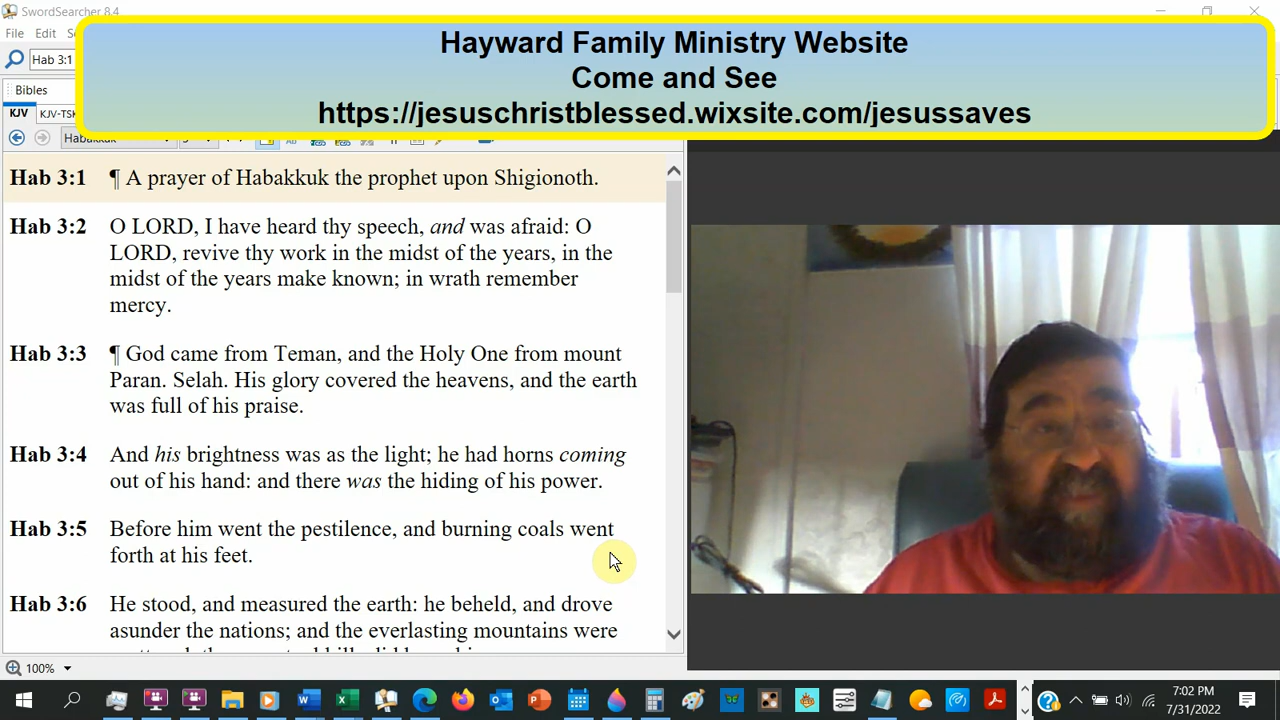 SwordSearcher 8.4
File Edit
Hab 3:1
Bibles
KJV
Habakkuk
Hayward Family Ministry Website
Come and See
https://jesuschristblessed.wixsite.com/jesussaves
Hab 3:1 ¶ A prayer of Habakkuk the prophet upon Shigionoth.
Hab 3:2 O LORD, I have heard thy speech, and was afraid: O
LORD, revive thy work in the midst of the years, in the
midst of the years make known; in wrath remember
mercy.
Hab 3:3 ¶ God came from Teman, and the Holy One from mount
Paran. Selah. His glory covered the heavens, and the earth
was full of his praise.
Hab 3:4 And his brightness was as the light; he had horns coming
out of his hand: and there was the hiding of his power.
Hab 3:5 Before him went the pestilence, and burning coals went
forth at his feet.
Hab 3:6 He stood, and measured the earth: he beheld, and drove
asunder the nations; and the everlasting mountains were
100%
7:02 PM
7/31/2022